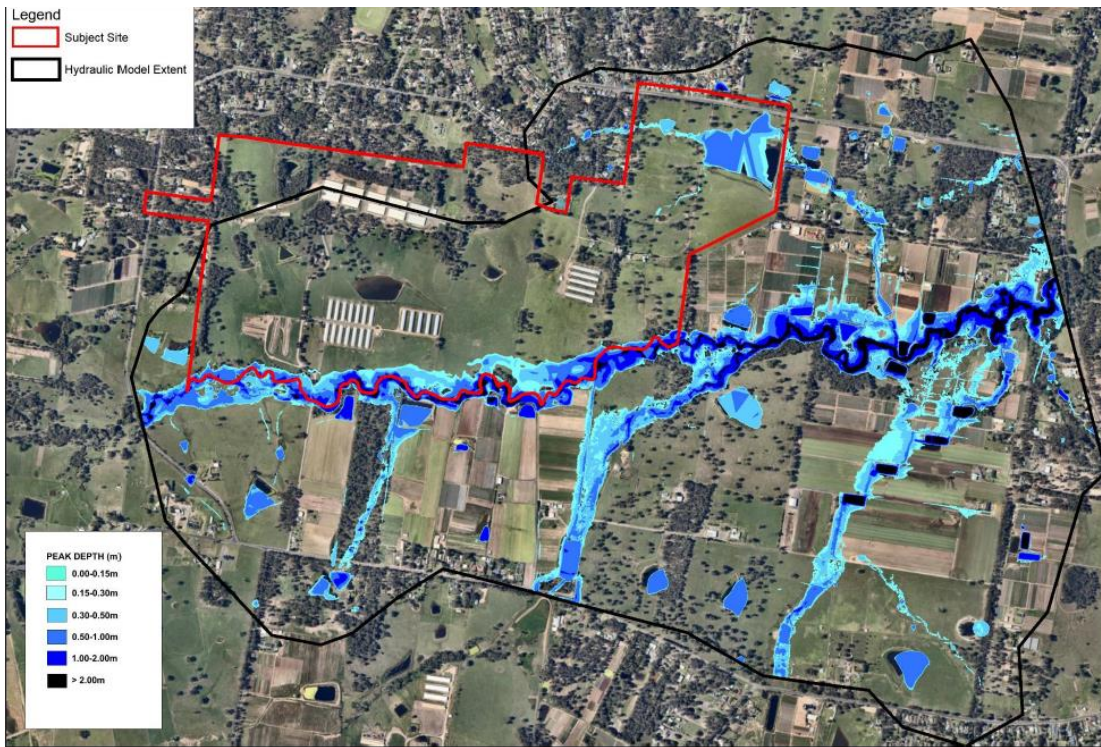 Legend
Subject Site
Hydraulic Model Extent
PEAK DEPTH (m)
0.00-0.15m
0.15-0.30m
0.30-0.50m
0.50-1.00m
1.00-2.00m
> 2.00m